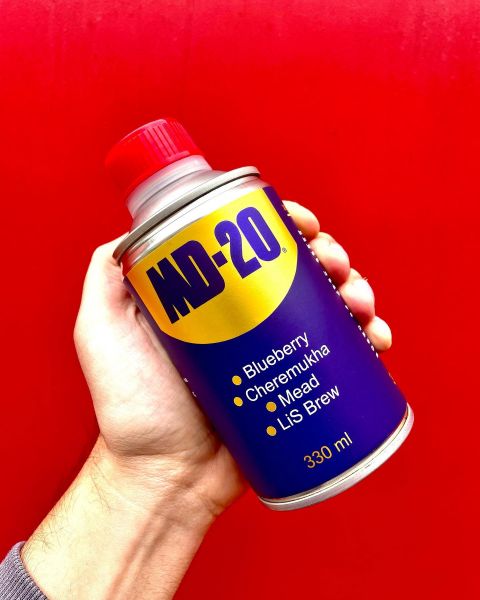 MD-20
®
Blueberry
Cheremukha
Mead
LiS Brew
330 ml